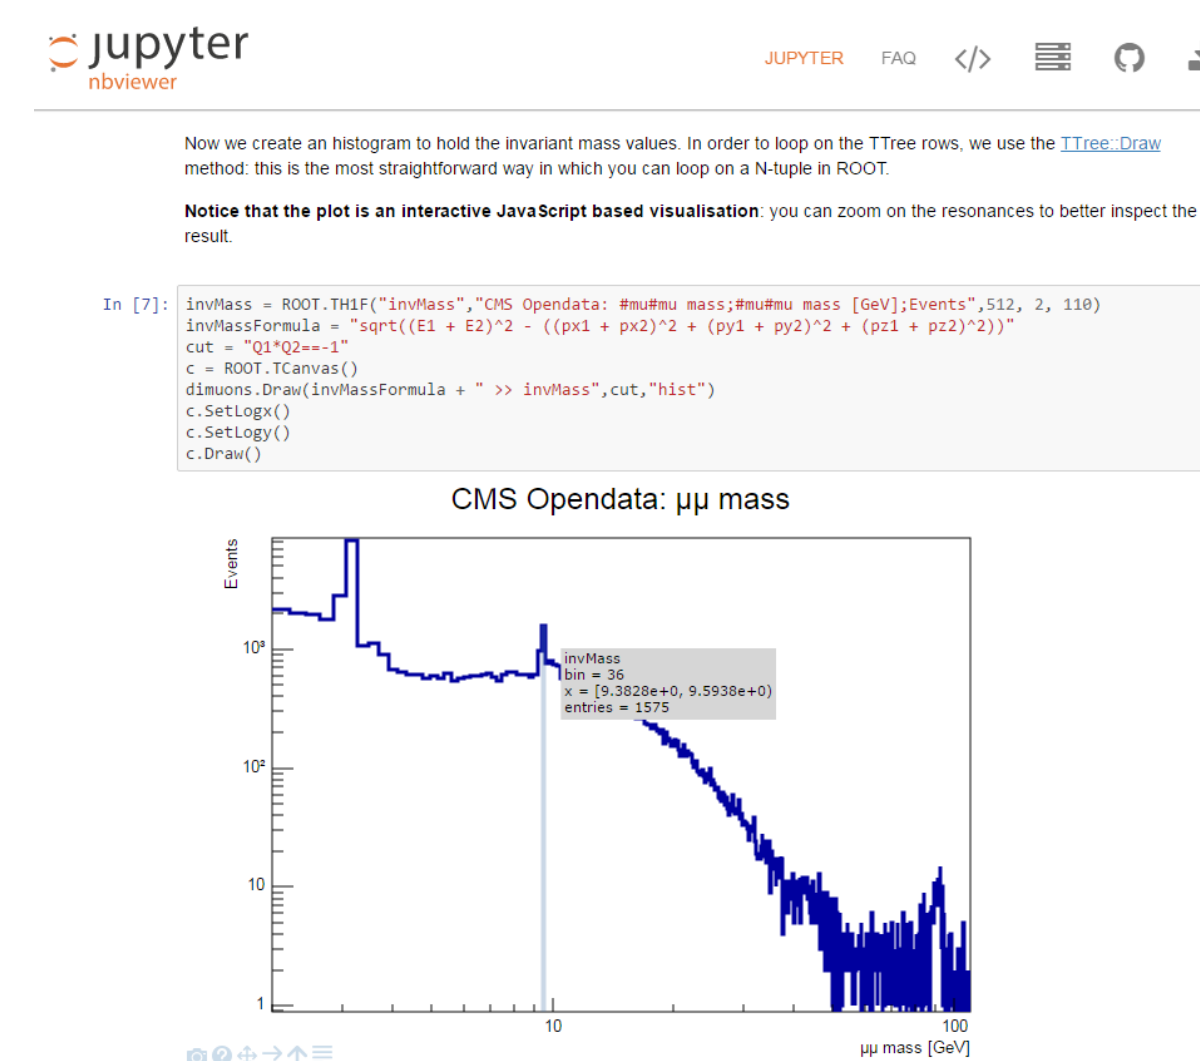 jupyter
nbviewer
JUPYTER FAQ </>
Now we create an histogram to hold the invariant mass values. In order to loop on the TTree rows, we use the TTree::Draw
method: this is the most straightforward way in which you can loop on a N-tuple in ROOT.
Notice that the plot is an interactive JavaScript based visualisation: you can zoom on the resonances to better inspect the
result.
In [7]: invMass = ROOT.TH1F("invMass","CMS Opendata: #mu#mu mass;#mu#mu mass [GeV];Events",512, 2, 110)
invMassFormula = "sqrt((E1 + E2)^2 - ((px1 + px2)^2 + (py1 + py2)^2 + (pz1 + pz2)^2))"
cut = "Q1*Q2==-1"
c = ROOT.TCanvas()
dimuons.Draw(invMassFormula + " >> invMass",cut,"hist")
c.SetLogx()
c.SetLogy()
c.Draw()
CMS Opendata: μμ mass
Events
10³
invMass
bin = 36
x = [9.3828e+0, 9.5938e+0)
entries = 1575
10²
10
1
10 100
μμ mass [GeV]